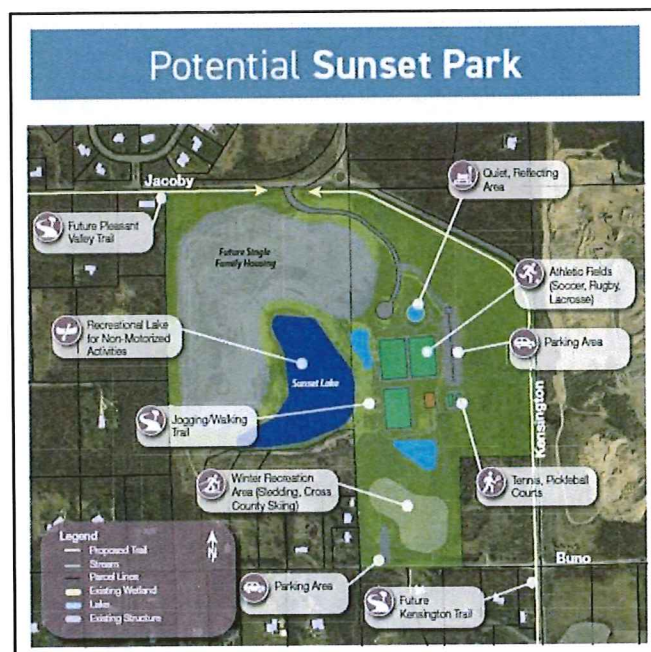 Potential Sunset Park
Jacoby
Quiet, Reflecting
Area
Future Pleasant
Valley Trail
Future Single
Family Housing
Athletic Fields
(Soccer, Rugby,
Lacrosse)
Recreational Lake
for Non-Motorized
Activities
Parking Area
Sunset Lake
Kensington
Jogging/Walking
Trail
Winter Recreation
Area (Sledding, Cross
County Skiing)
Tennis, Pickleball
Courts
Legend
Proposed Trail
Stream
Parcel Lines
Existing Wetland
Lake
Existing Structure
N
Buno
Parking Area
Future
Kensington Trail